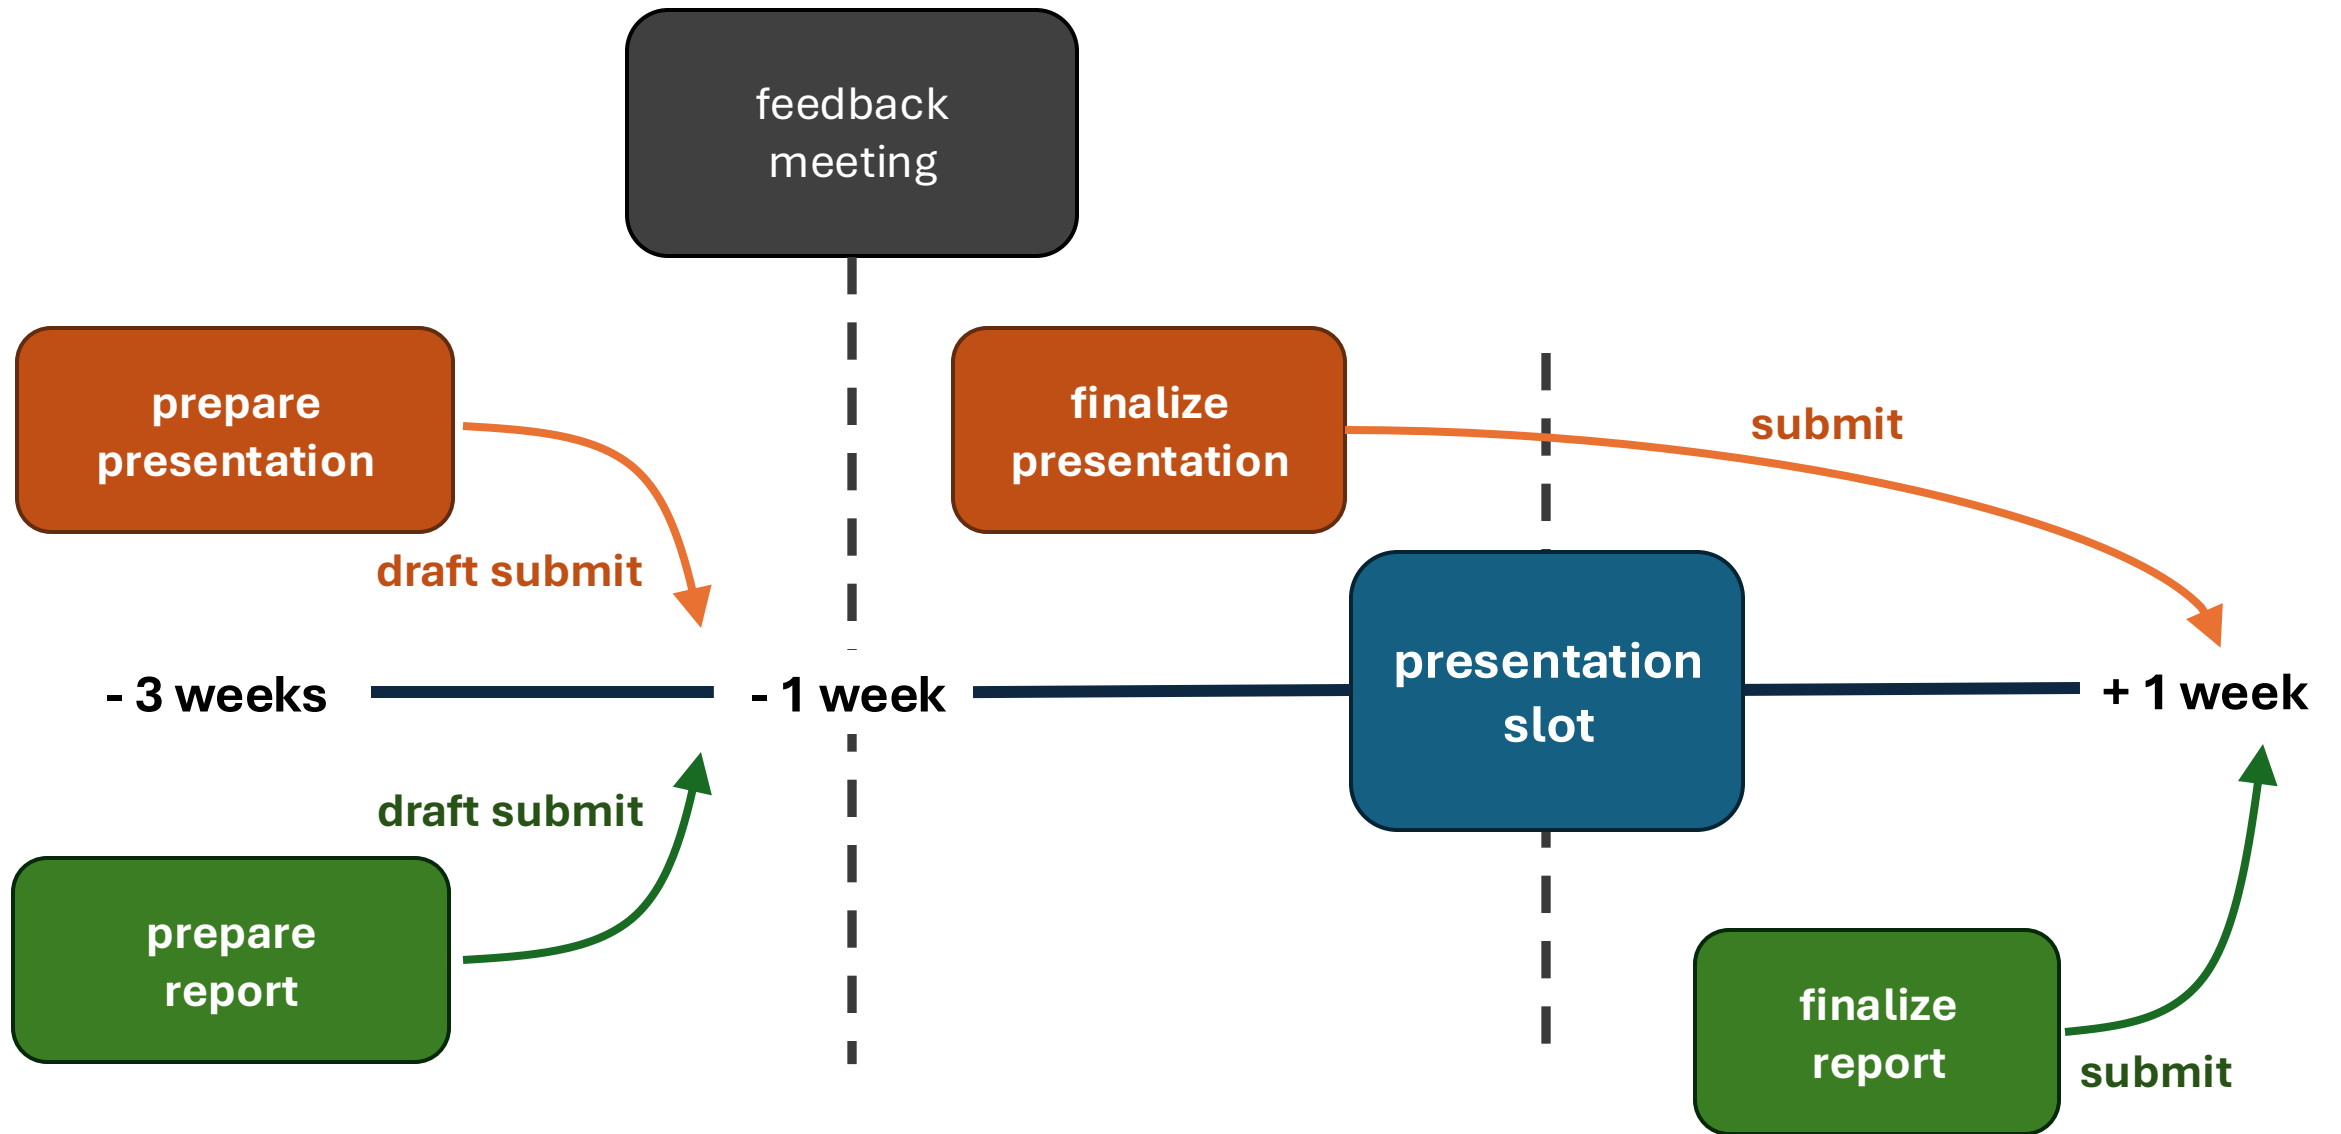 feedback
meeting
prepare
presentation
finalize
presentation
submit
draft submit
- 3 weeks
- 1 week
presentation
slot
+ 1 week
draft submit
prepare
report
finalize
report
submit